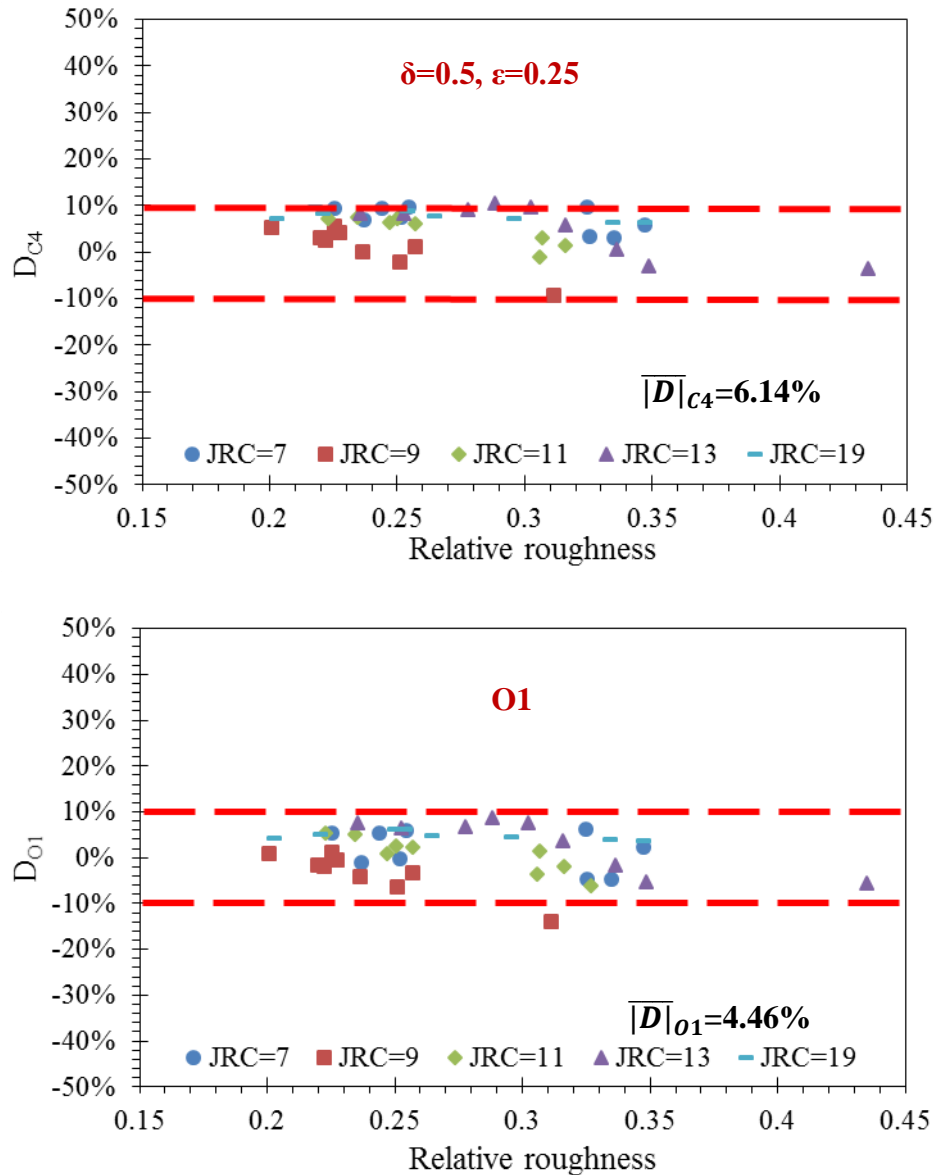 50%
40%
δ=0.5, ε=0.25
30%
20%
10%
0%
D_C4
-10%
-20%
-30%
|D|_C4=6.14%
-40%
JRC=7 JRC=9 JRC=11 JRC=13 JRC=19
-50%
0.15 0.2 0.25 0.3 0.35 0.4 0.45
Relative roughness
50%
40%
O1
30%
20%
10%
0%
D_O1
-10%
-20%
-30%
|D|_O1=4.46%
-40%
JRC=7 JRC=9 JRC=11 JRC=13 JRC=19
-50%
0.15 0.2 0.25 0.3 0.35 0.4 0.45
Relative roughness